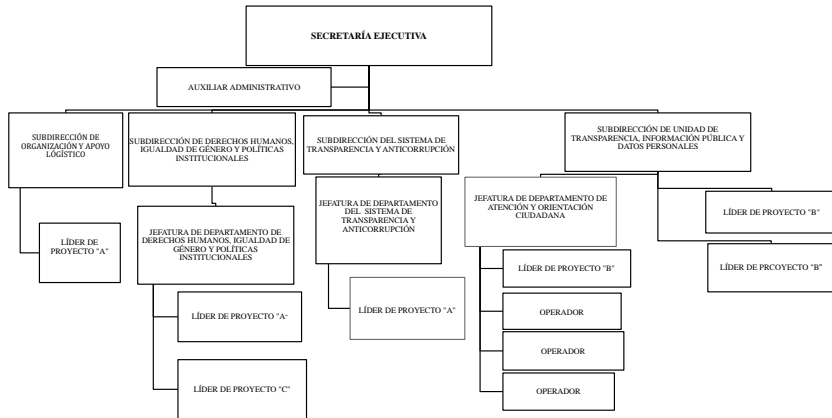 SECRETARÍA EJECUTIVA
AUXILIAR ADMINISTRATIVO
SUBDIRECCIÓN DE
ORGANIZACIÓN Y APOYO
LÓGISTICO
SUBDIRECCIÓN DE DERECHOS HUMANOS,
IGUALDAD DE GÉNERO Y POLÍTICAS
INSTITUCIONALES
SUBDIRECCIÓN DEL SISTEMA DE
TRANSPARENCIA Y ANTICORRUPCIÓN
SUBDIRECCIÓN DE UNIDAD DE
TRANSPARENCIA, INFORMACIÓN PÚBLICA Y
DATOS PERSONALES
LÍDER DE
PROYECTO "A"
JEFATURA DE DEPARTAMENTO DE
DERECHOS HUMANOS, IGUALDAD DE
GÉNERO Y POLÍTICAS
INSTITUCIONALES
LÍDER DE PROYECTO "A"
LÍDER DE PROYECTO "C"
JEFATURA DE DEPARTAMENTO
DEL SISTEMA DE
TRANSPARENCIA Y
ANTICORRUPCIÓN
LÍDER DE PROYECTO "A"
JEFATURA DE DEPARTAMENTO DE
ATENCIÓN Y ORIENTACIÓN
CIUDADANA
LÍDER DE PROYECTO "B"
OPERADOR
OPERADOR
OPERADOR
LÍDER DE PROYECTO "B"
LÍDER DE PRCOYECTO "B"